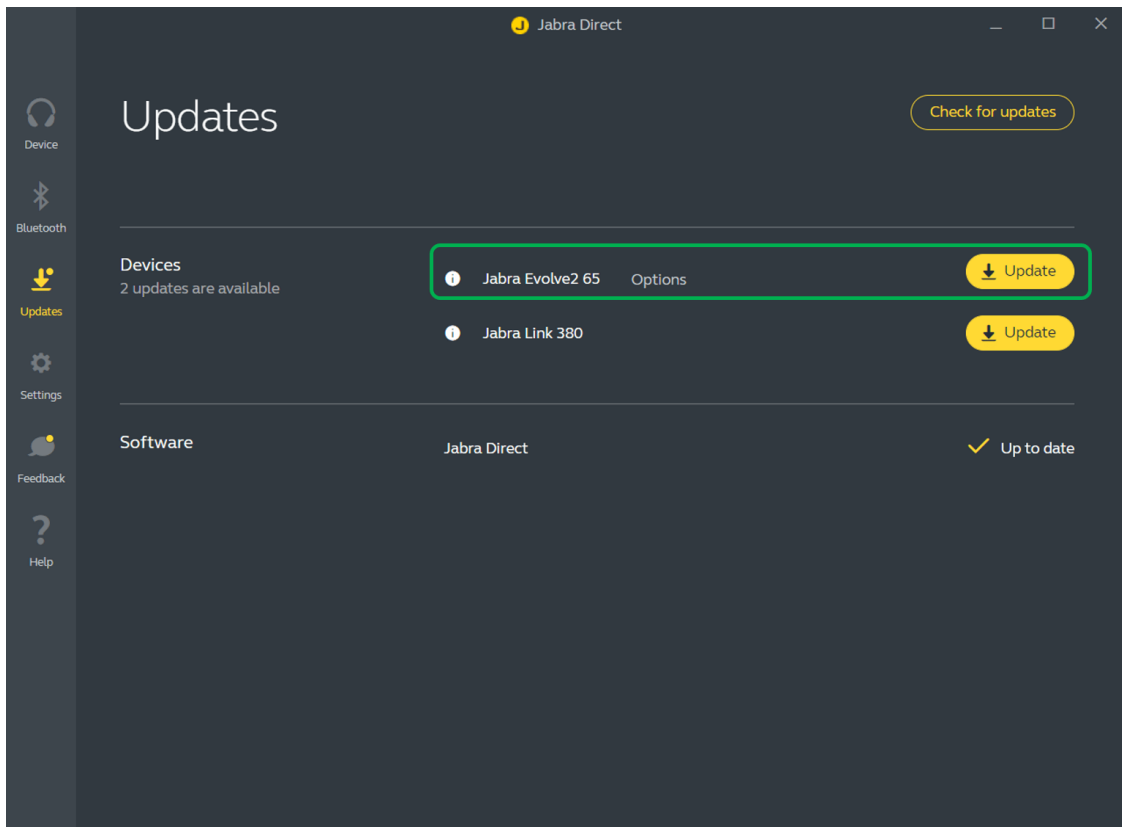 Jabra Direct
Device
Bluetooth
Updates
Settings
Feedback
Help
Updates
Check for updates
Devices
2 updates are available
Jabra Evolve2 65 Options Update
Jabra Link 380 Update
Software
Jabra Direct Up to date